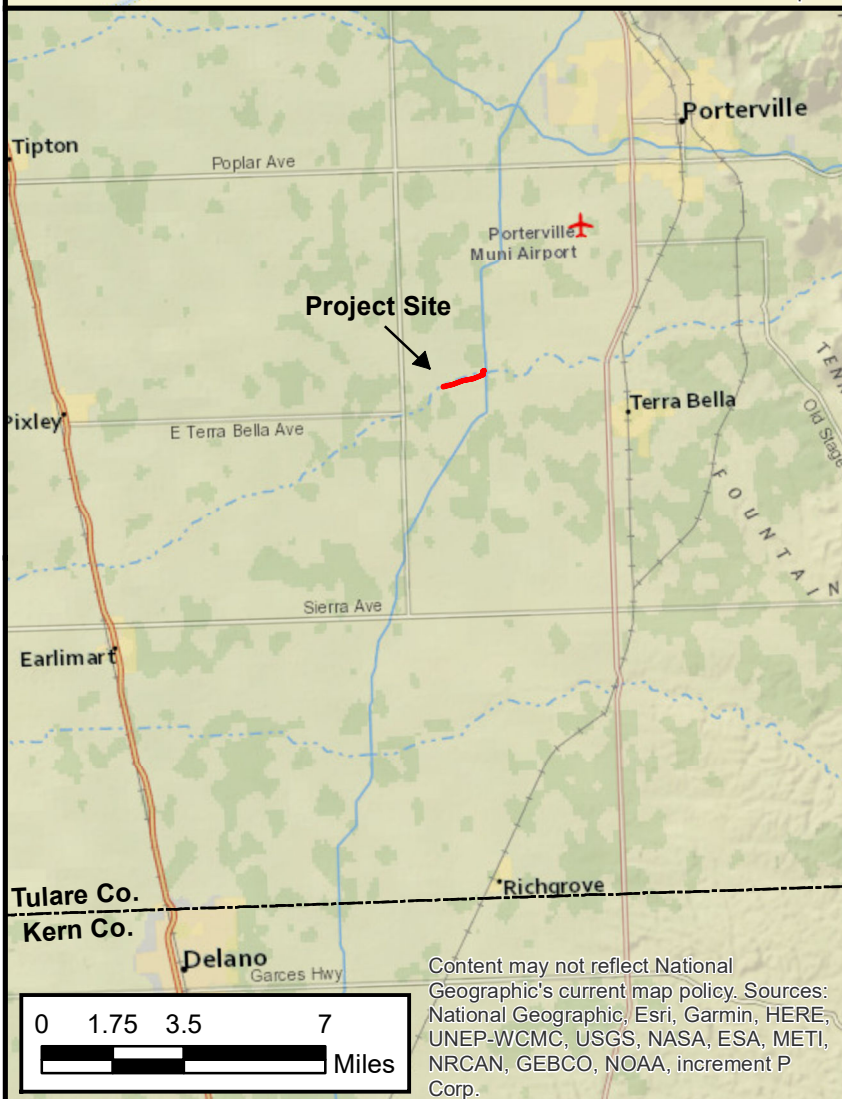 Porterville
Tipton
Poplar Ave
Porterville
Muni Airport
Project Site
TEN
Terra Bella
Old Stage
Pixley
E Terra Bella Ave
FOUNTAIN
Sierra Ave
Earlimart
Richgrove
Tulare Co.
Kern Co.
Delano
Garces Hwy
Content may not reflect National
Geographic's current map policy. Sources:
National Geographic, Esri, Garmin, HERE,
UNEP-WCMC, USGS, NASA, ESA, METI,
NRCAN, GEBCO, NOAA, increment P
Corp.
0 1.75 3.5 7
Miles